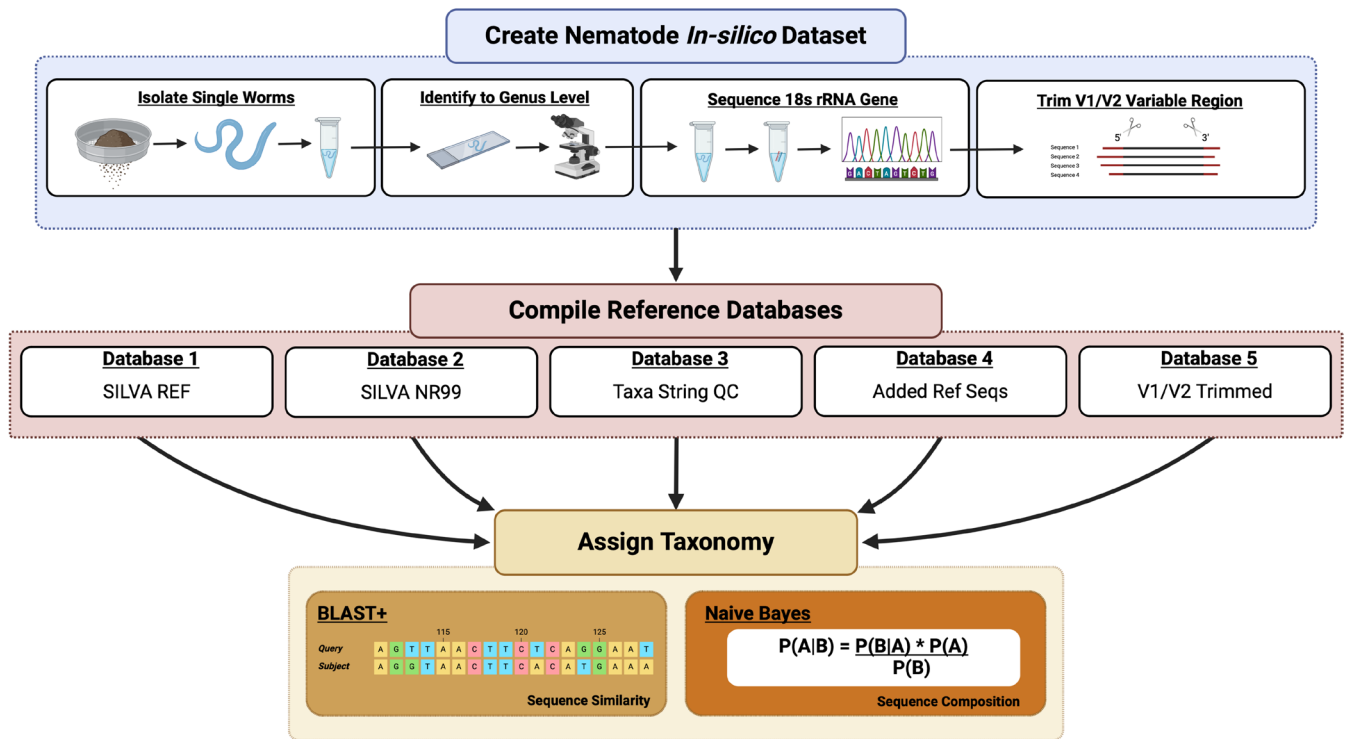 Create Nematode In-silico Dataset
Isolate Single Worms
Identify to Genus Level
Sequence 18s rRNA Gene
G A C T A G T C T G
Trim V1/V2 Variable Region
5' 3'
Sequence 1
Sequence 2
Sequence 3
Sequence 4
Compile Reference Databases
Database 1
SILVA REF
Database 2
SILVA NR99
Database 3
Taxa String QC
Database 4
Added Ref Seqs
Database 5
V1/V2 Trimmed
Assign Taxonomy
BLAST+
115 120 125
Query A G T T A A C T T C T C A G G A A T
Subject A G G T A A C T T C A C A T G A A A
Sequence Similarity
Naive Bayes
P(A|B) = P(B|A) * P(A)
P(B)
Sequence Composition